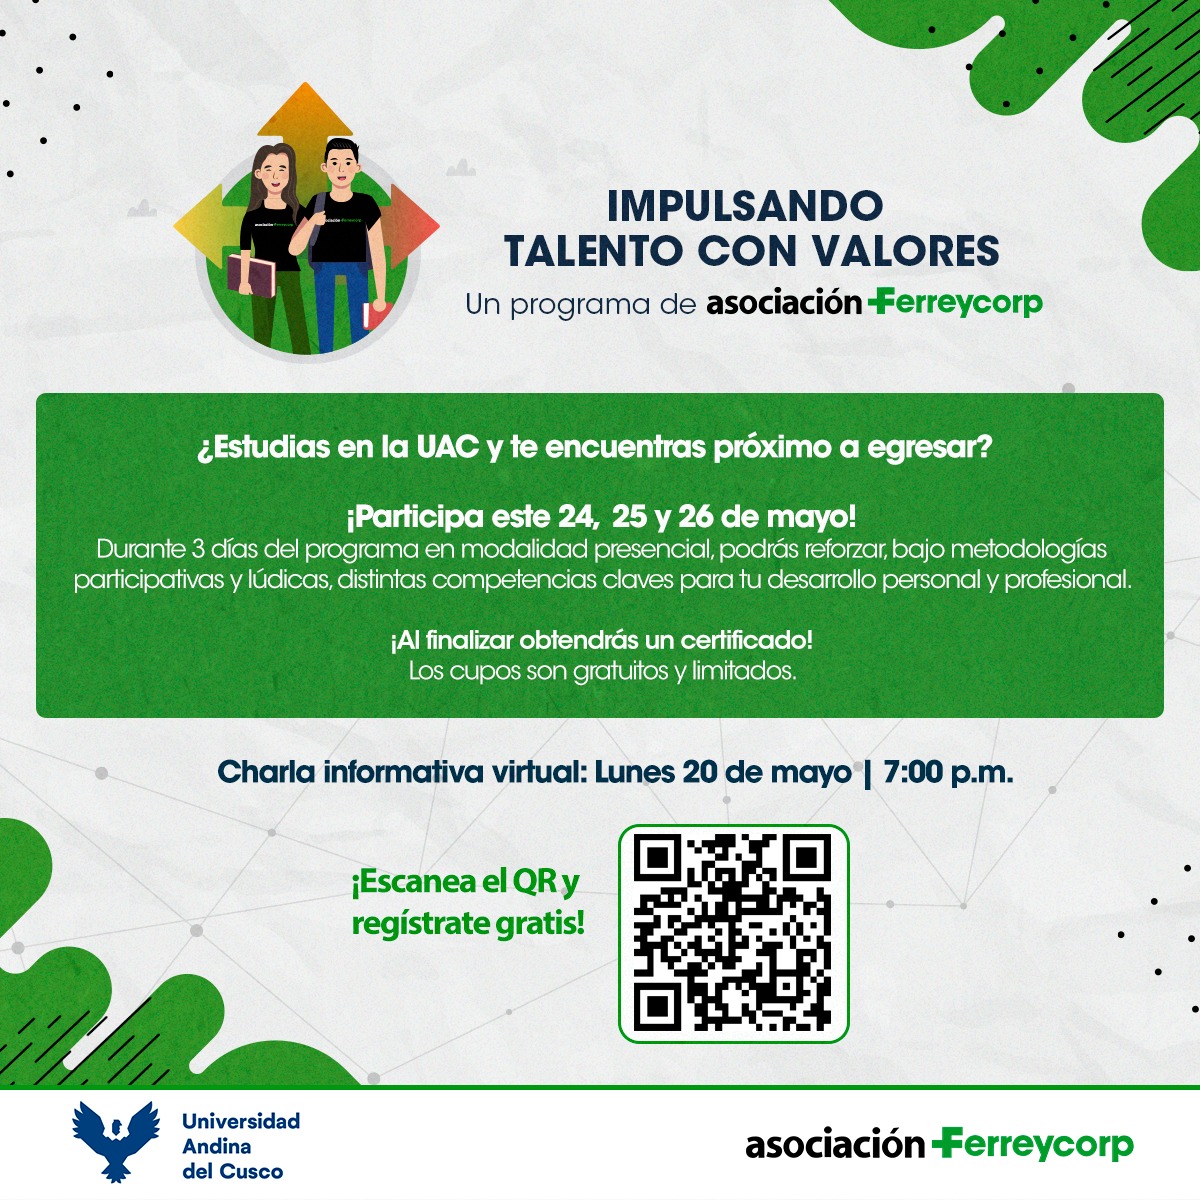 asociación Ferreycorp
asociación Ferreycorp
IMPULSANDO
TALENTO CON VALORES
Un programa de asociación Ferreycorp
¿Estudias en la UAC y te encuentras próximo a egresar?
¡Participa este 24, 25 y 26 de mayo!
Durante 3 días del programa en modalidad presencial, podrás reforzar, bajo metodologías
participativas y lúdicas, distintas competencias claves para tu desarrollo personal y profesional.
¡Al finalizar obtendrás un certificado!
Los cupos son gratuitos y limitados.
Charla informativa virtual: Lunes 20 de mayo | 7:00 p.m.
¡Escanea el QR y
regístrate gratis!
Universidad
Andina
del Cusco
asociación Ferreycorp